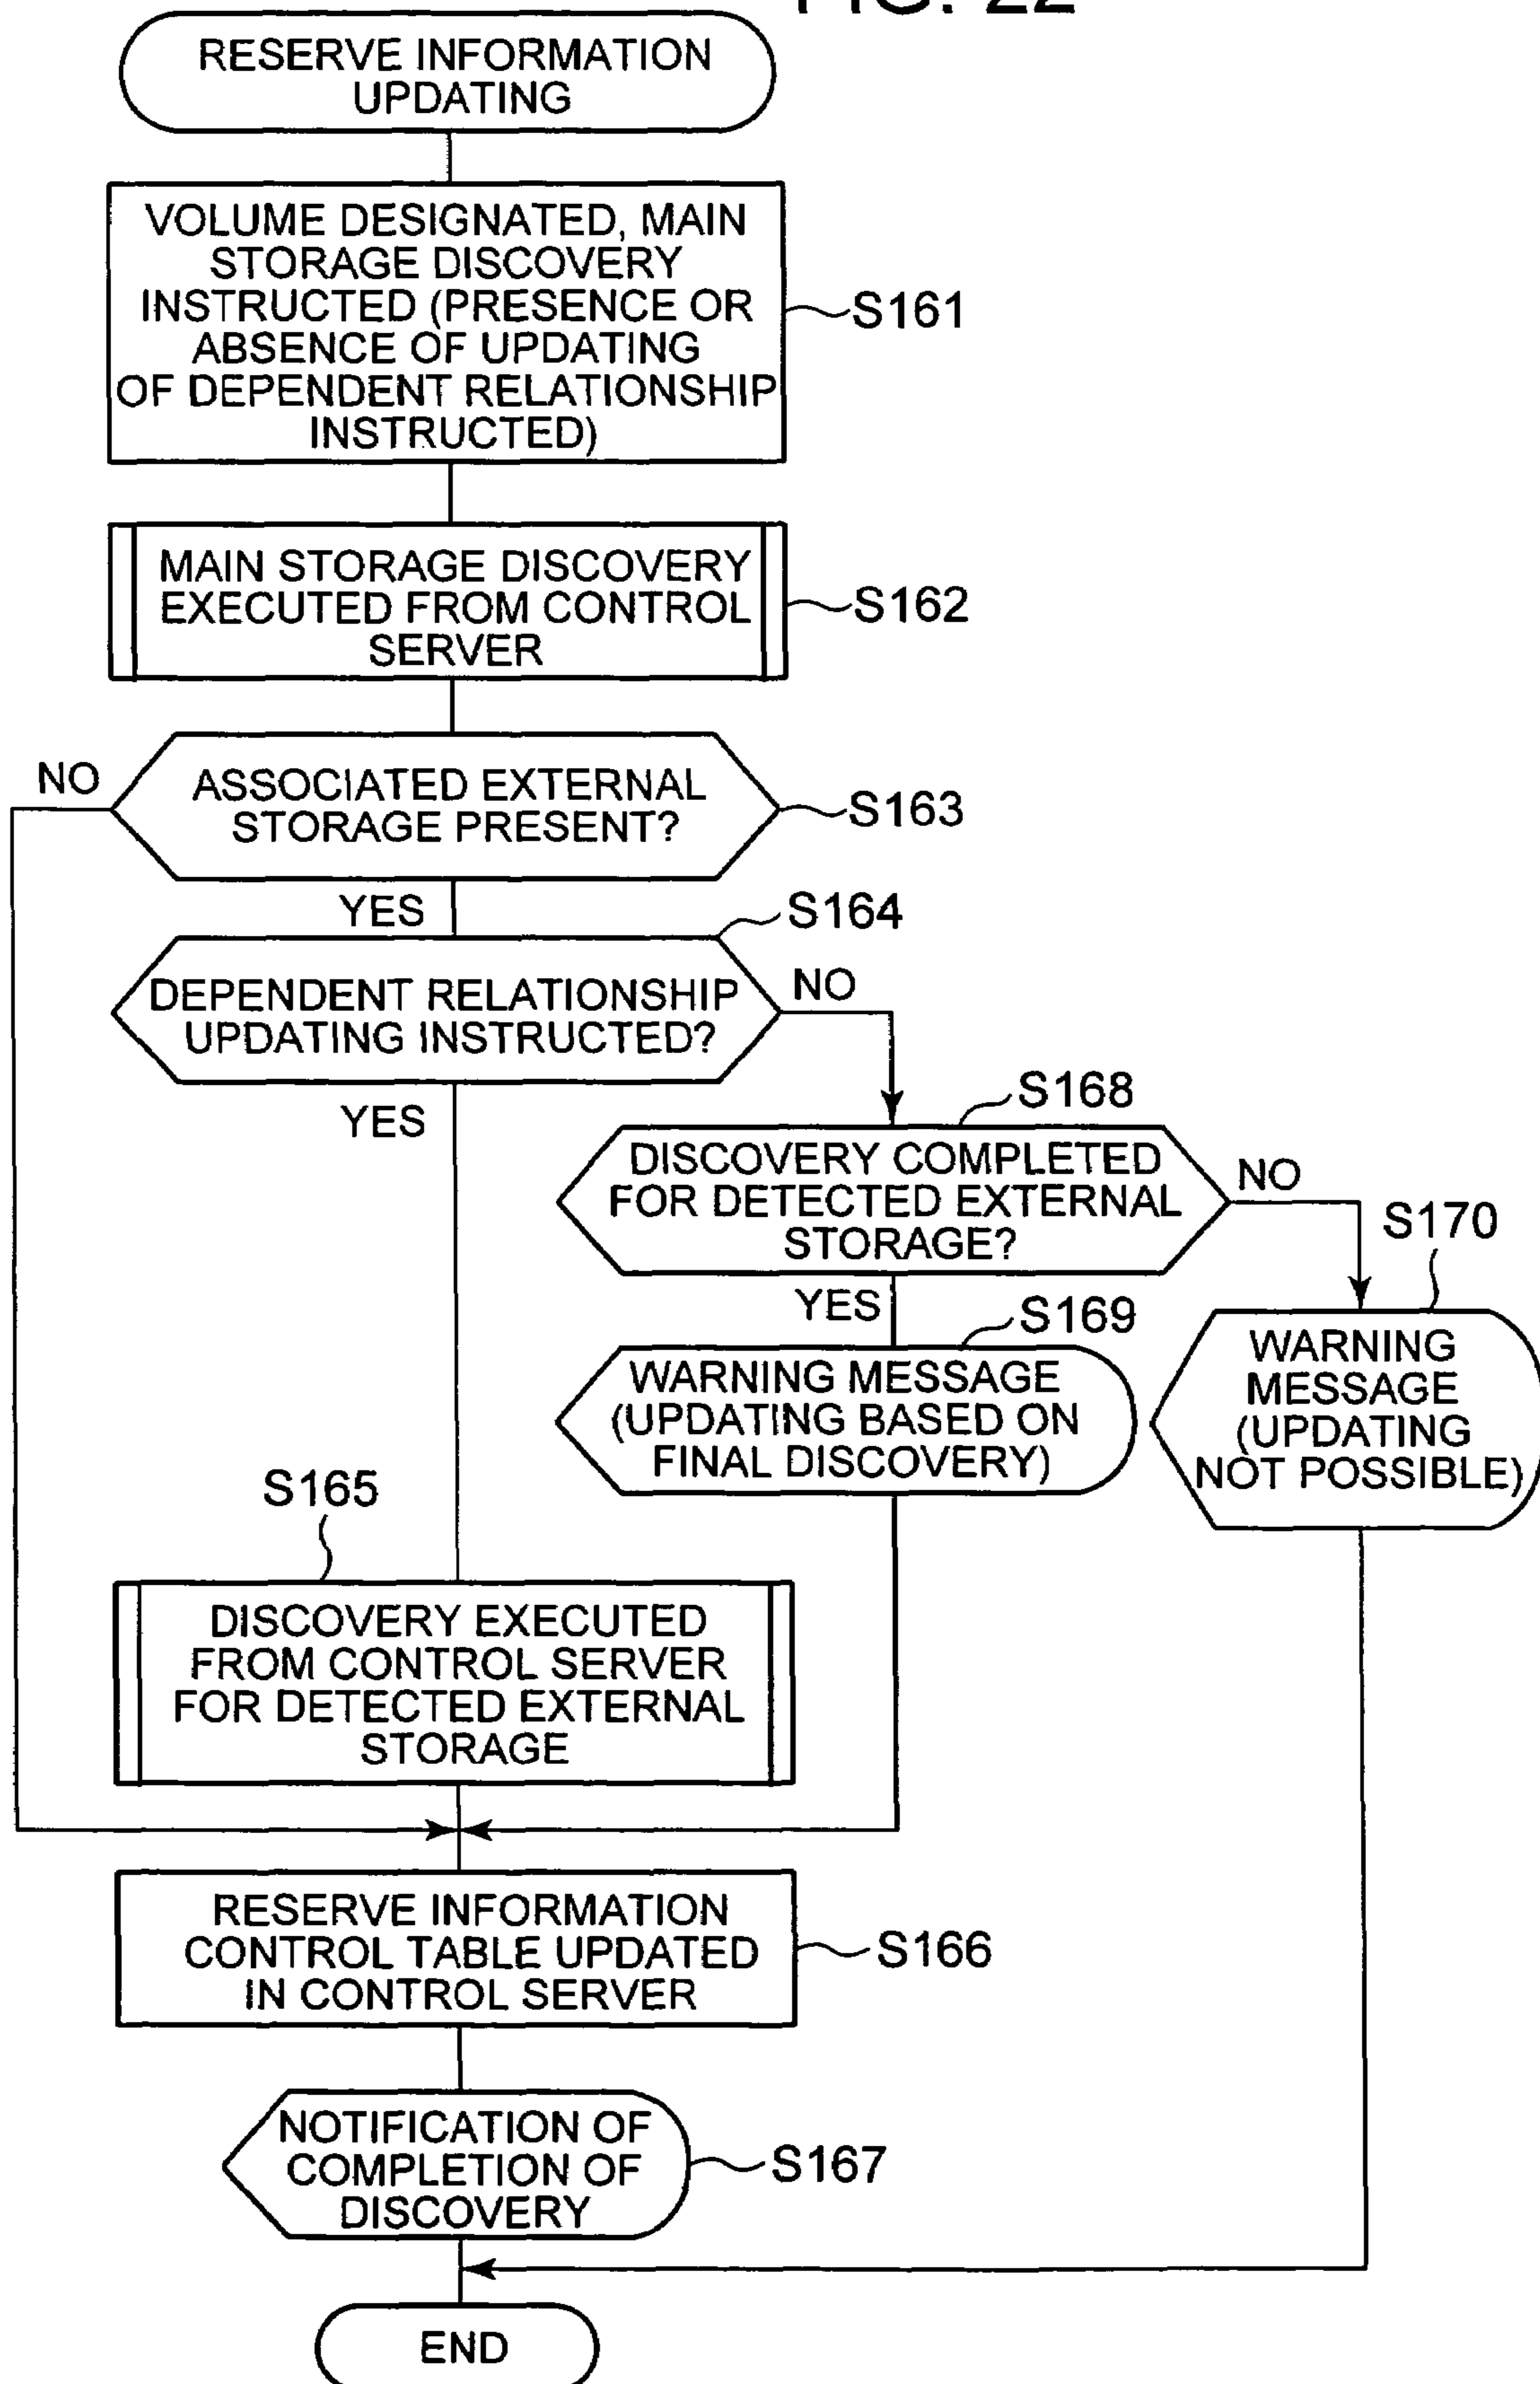 FIG. 22
RESERVE INFORMATION
UPDATING
VOLUME DESIGNATED, MAIN
STORAGE DISCOVERY
INSTRUCTED (PRESENCE OR
ABSENCE OF UPDATING
OF DEPENDENT RELATIONSHIP
INSTRUCTED)
S161
MAIN STORAGE DISCOVERY
EXECUTED FROM CONTROL
SERVER
S162
NO
ASSOCIATED EXTERNAL
STORAGE PRESENT?
S163
YES
S164
DEPENDENT RELATIONSHIP
UPDATING INSTRUCTED?
NO
YES
S168
DISCOVERY COMPLETED
FOR DETECTED EXTERNAL
STORAGE?
NO
S170
YES
S169
WARNING MESSAGE
(UPDATING BASED ON
FINAL DISCOVERY)
WARNING
MESSAGE
(UPDATING
NOT POSSIBLE)
S165
DISCOVERY EXECUTED
FROM CONTROL SERVER
FOR DETECTED EXTERNAL
STORAGE
RESERVE INFORMATION
CONTROL TABLE UPDATED
IN CONTROL SERVER
S166
NOTIFICATION OF
COMPLETION OF
DISCOVERY
S167
END